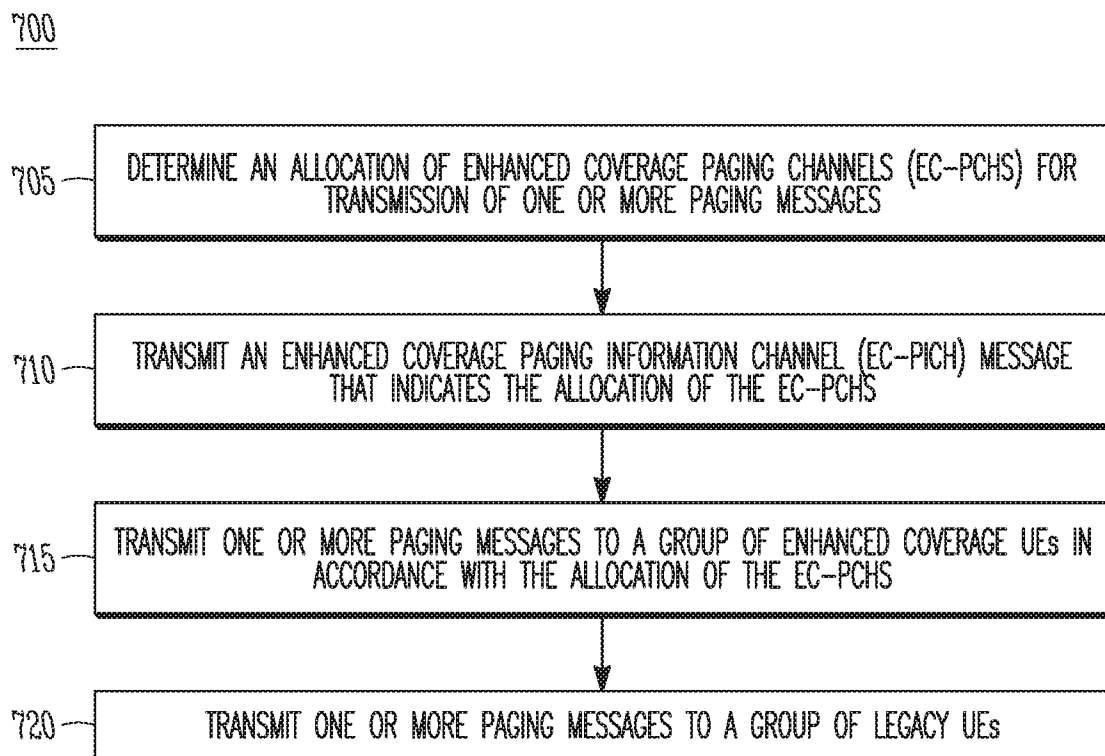 700
705
DETERMINE AN ALLOCATION OF ENHANCED COVERAGE PAGING CHANNELS (EC-PCHS) FOR
TRANSMISSION OF ONE OR MORE PAGING MESSAGES
710
TRANSMIT AN ENHANCED COVERAGE PAGING INFORMATION CHANNEL (EC-PICH) MESSAGE
THAT INDICATES THE ALLOCATION OF THE EC-PCHS
715
TRANSMIT ONE OR MORE PAGING MESSAGES TO A GROUP OF ENHANCED COVERAGE UEs IN
ACCORDANCE WITH THE ALLOCATION OF THE EC-PCHS
720
TRANSMIT ONE OR MORE PAGING MESSAGES TO A GROUP OF LEGACY UEs